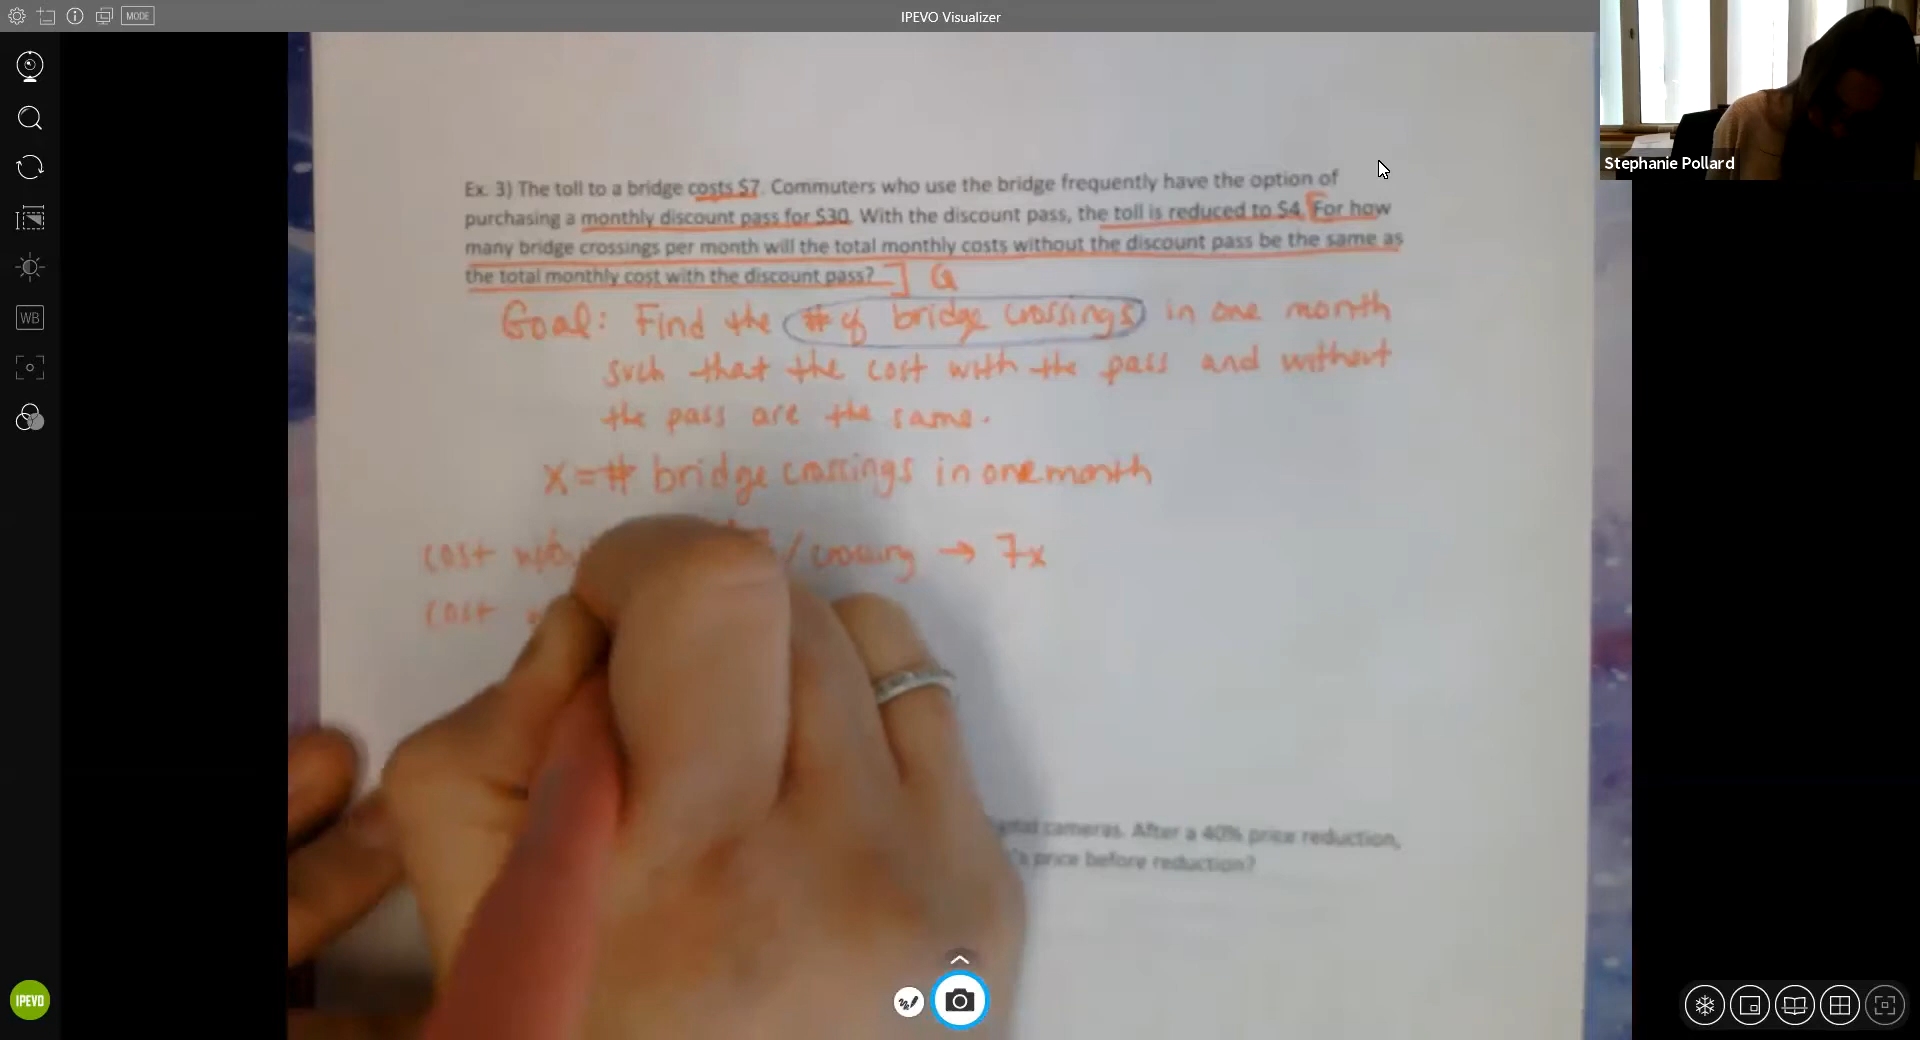 MODE
IPEVO Visualizer
Stephanie Pollard
WB
Ex. 3) The toll to a bridge costs $7. Commuters who use the bridge frequently have the option of
purchasing a monthly discount pass for $30. With the discount pass, the toll is reduced to $4. [For how
many bridge crossings per month will the total monthly costs without the discount pass be the same as
the total monthly cost with the discount pass?] Q
Goal: Find the # of bridge crossings in one month
such that the cost with the pass and without
the pass are the same.
x = # bridge crossings in one month
cost / crossing → 7x
cost
cameras. After a 40% price reduction,
's price before reduction?
IPEVO